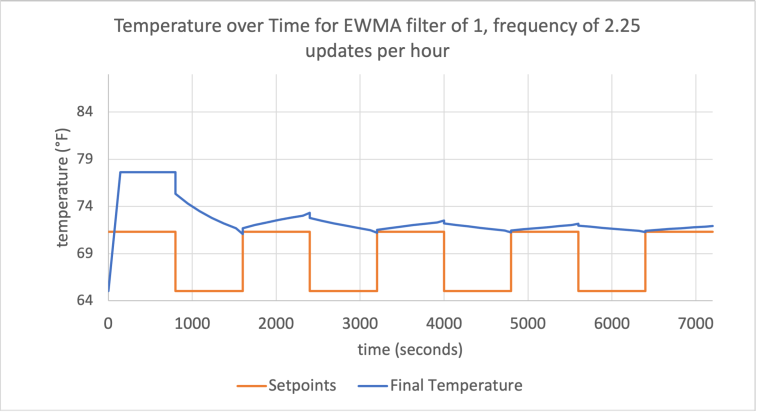 Temperature over Time for EWMA filter of 1, frequency of 2.25
updates per hour
84
79
74
69
64
temperature (°F)
0 1000 2000 3000 4000 5000 6000 7000
time (seconds)
Setpoints Final Temperature